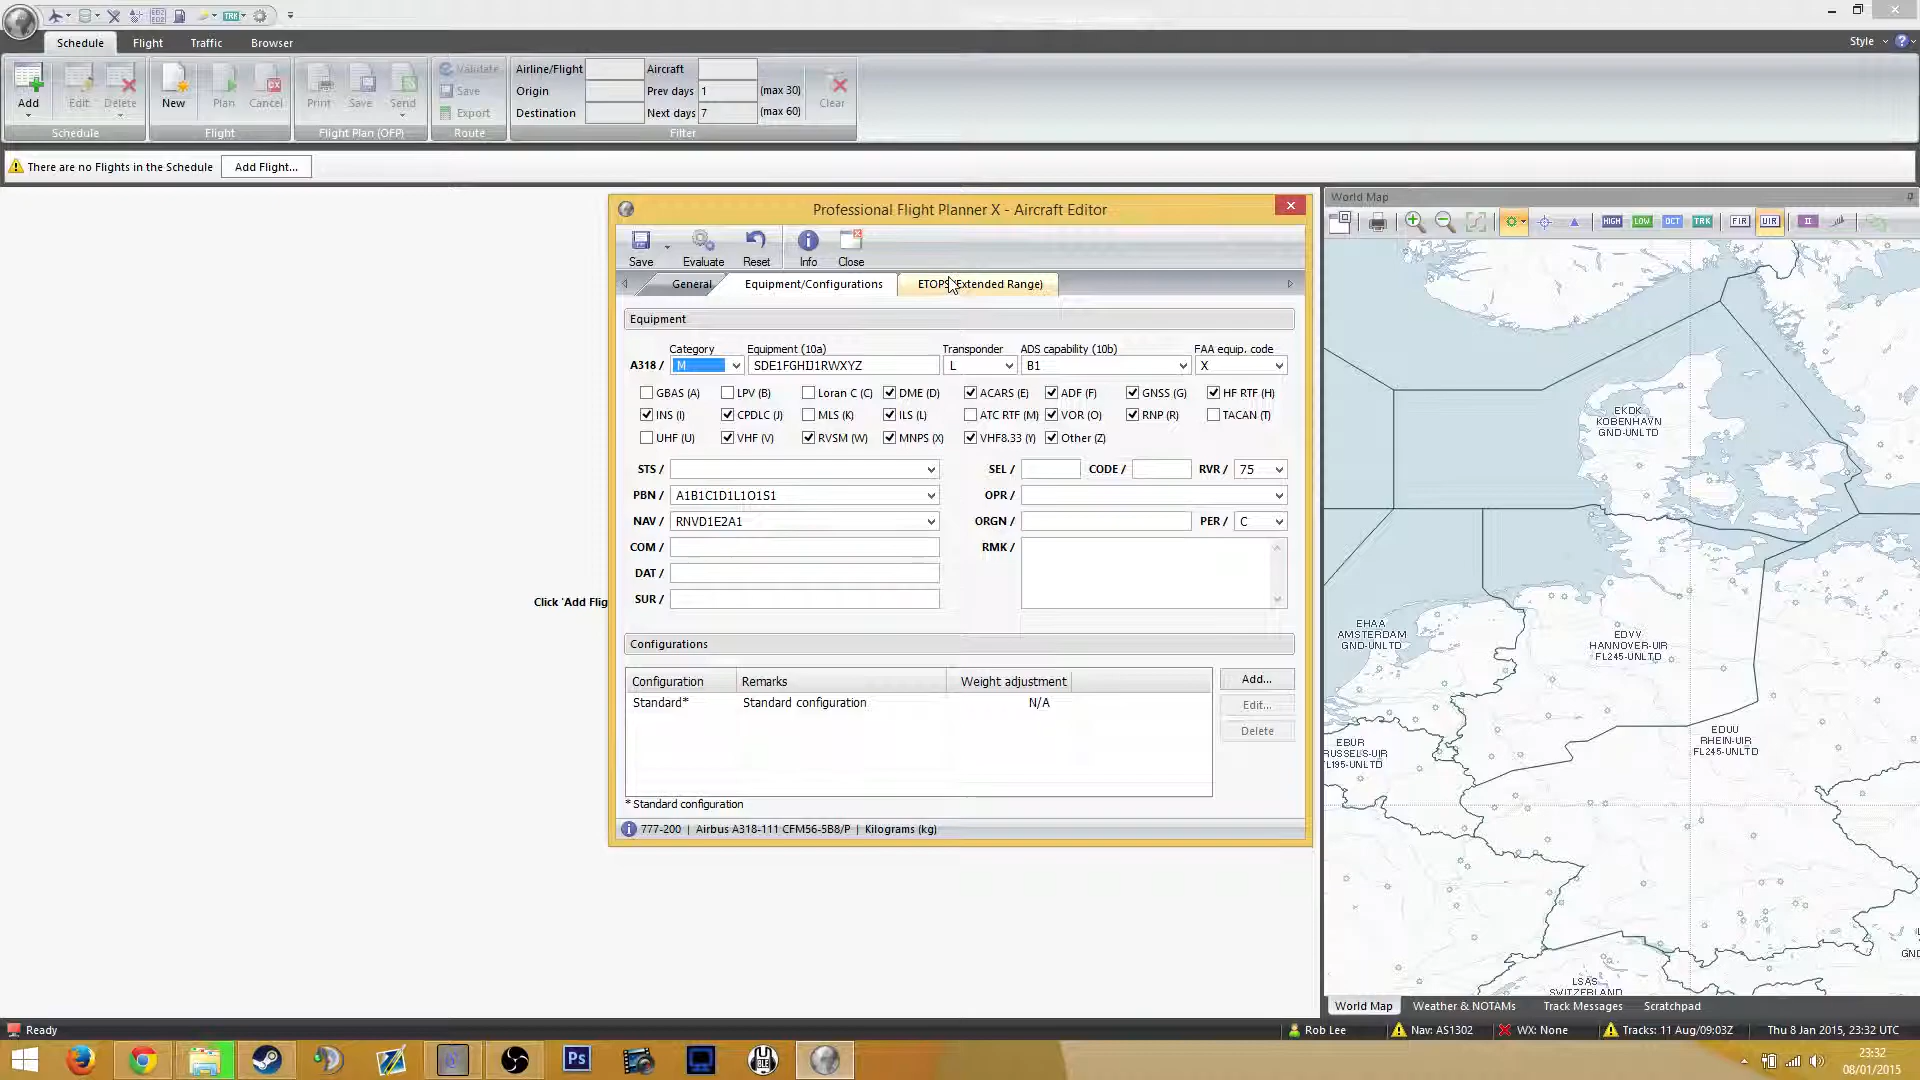 Schedule Flight Traffic Browser Style
Add Edit Delete
Schedule
New Plan Cancel
Flight
Print Save Send
Flight Plan (OFP)
Validate
Save
Export
Route
Airline/Flight Aircraft
Origin Prev days 1 (max 30)
Destination Next days 7 (max 60)
Clear
Filter
There are no Flights in the Schedule Add Flight...
Click 'Add Flig
Professional Flight Planner X - Aircraft Editor
Save Evaluate Reset Info Close
General Equipment/Configurations ETOPS Extended Range)
Equipment
Category Equipment (10a) Transponder ADS capability (10b) FAA equip. code
A318 / M SDE1FGHIJ1RWXYZ L B1 X
GBAS (A) LPV (B) Loran C (C) DME (D) ACARS (E) ADF (F) GNSS (G) HF RTF (H)
INS (I) CPDLC (J) MLS (K) ILS (L) ATC RTF (M) VOR (O) RNP (R) TACAN (T)
UHF (U) VHF (V) RVSM (W) MNPS (X) VHF8.33 (Y) Other (Z)
STS / SEL / CODE / RVR / 75
PBN / A1B1C1D1L1O1S1 OPR /
NAV / RNVD1E2A1 ORGN / PER / C
COM / RMK /
DAT /
SUR /
Configurations
Configuration Remarks Weight adjustment
Standard* Standard configuration N/A
Add...
Edit...
Delete
* Standard configuration
777-200 | Airbus A318-111 CFM56-5B8/P | Kilograms (kg)
World Map
HIGH LOW OCT TRK FIR UIR
EKDK
KOBENHAVN
GND-UNLTD
EHAA
AMSTERDAM
GND-UNLTD
EDVV
HANNOVER-UIR
FL245-UNLTD
EBUR
RUSSELS-UIR
FL195-UNLTD
EDUU
RHEIN-UIR
FL245-UNLTD
GND
LSAS
SWITZERLAND
World Map Weather & NOTAMs Track Messages Scratchpad
Ready Rob Lee Nav: AS1302 WX: None Tracks: 11 Aug/09:03Z Thu 8 Jan 2015, 23:32 UTC
Ps
23:32
08/01/2015